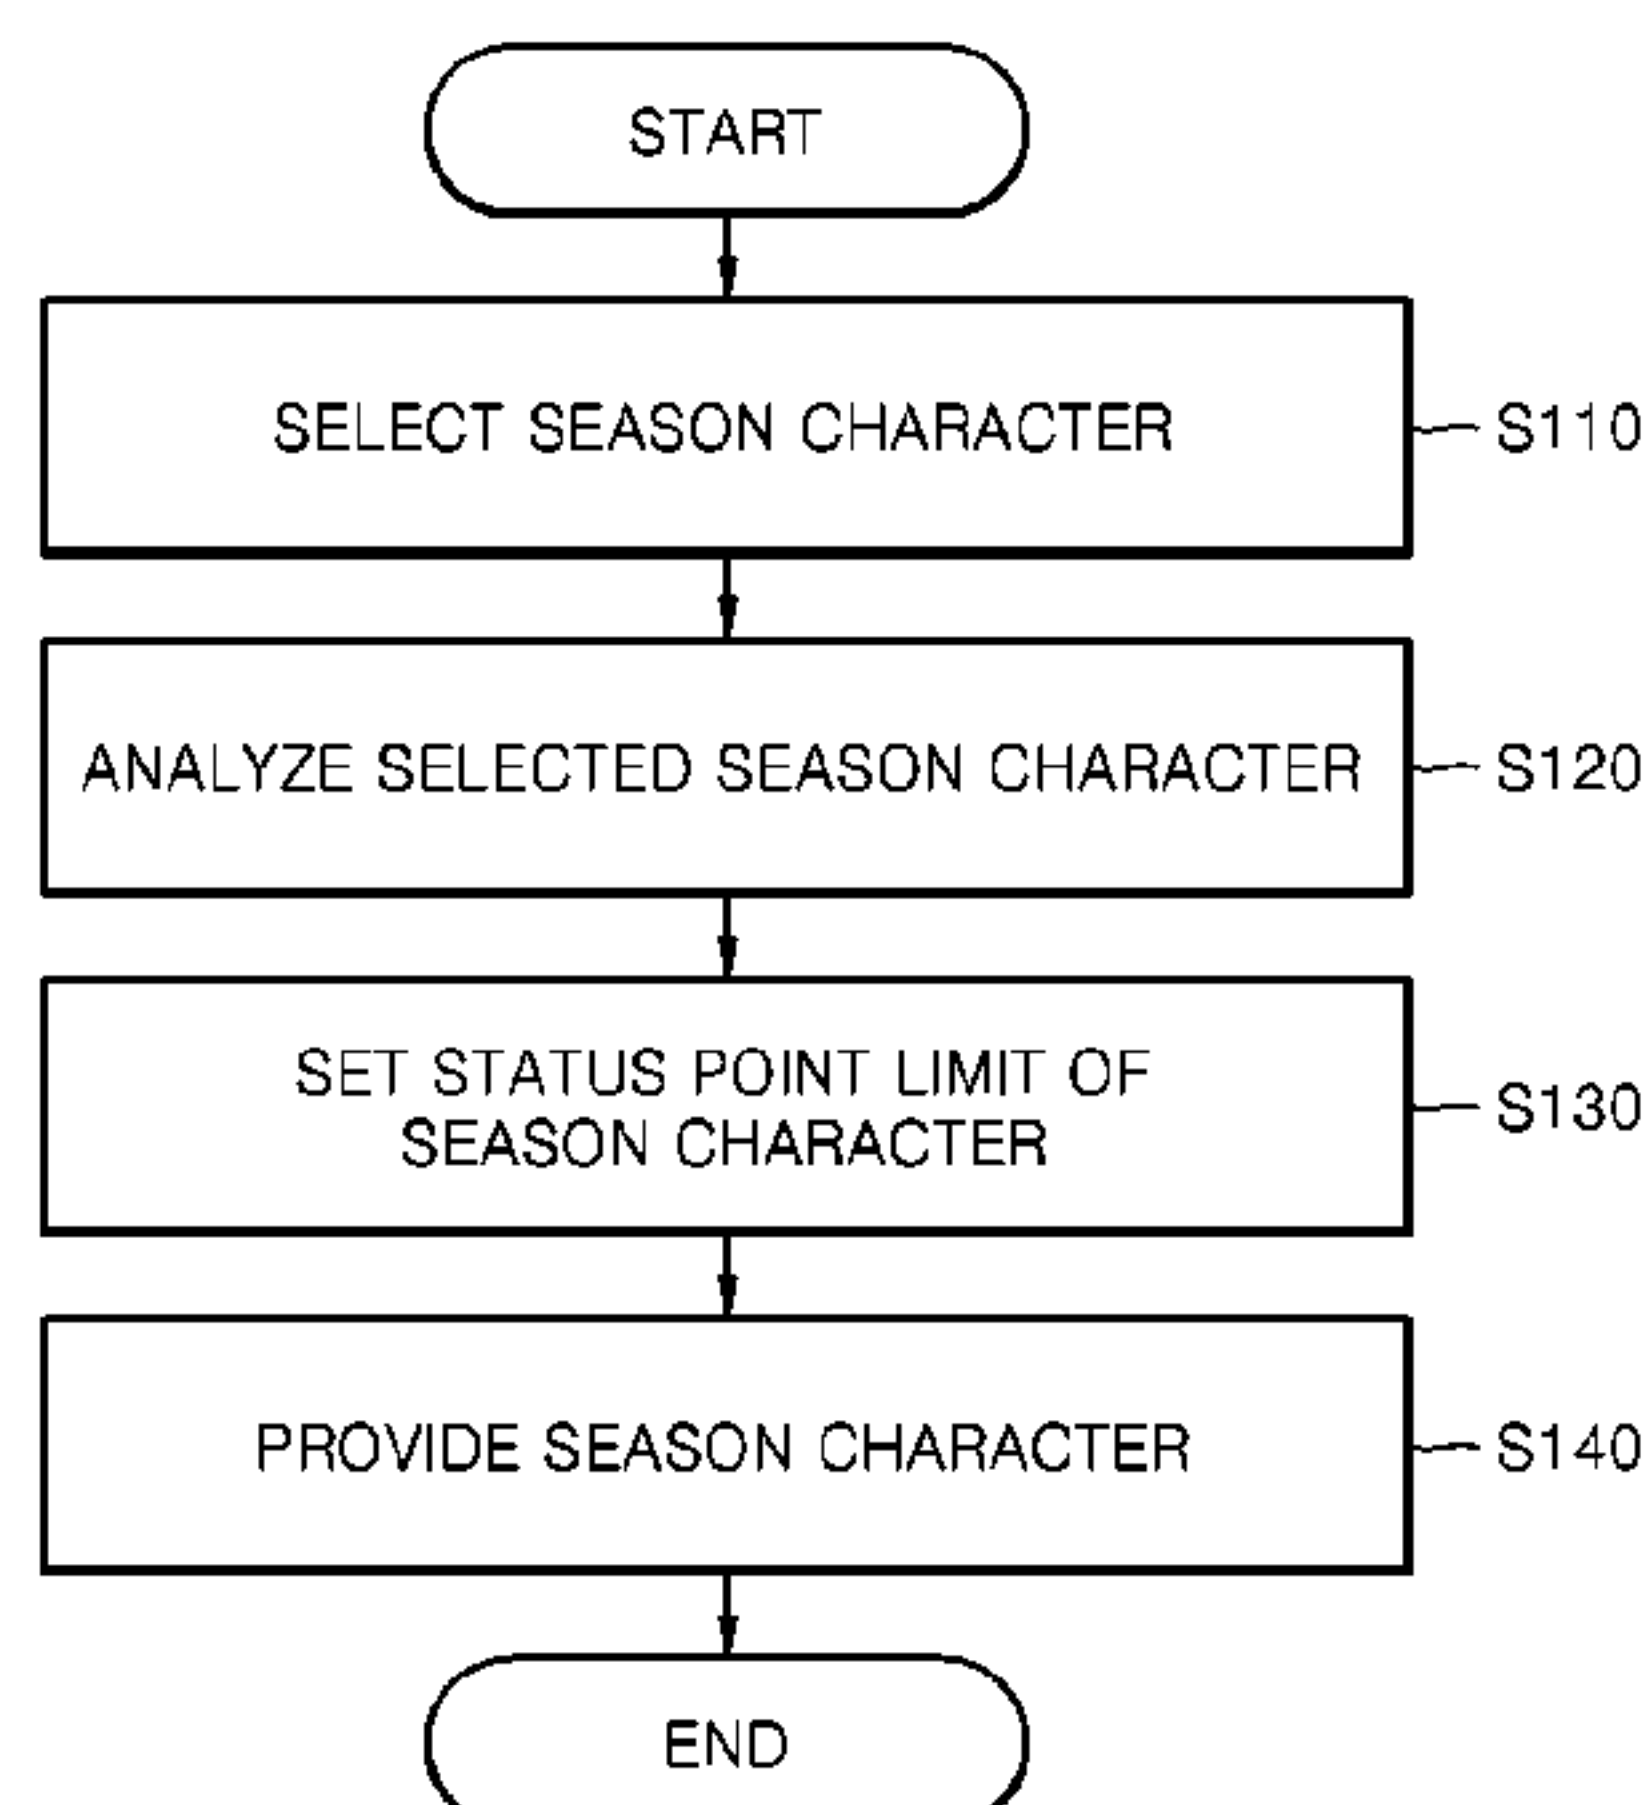 START
SELECT SEASON CHARACTER
S110
ANALYZE SELECTED SEASON CHARACTER
S120
SET STATUS POINT LIMIT OF
SEASON CHARACTER
S130
PROVIDE SEASON CHARACTER
S140
END